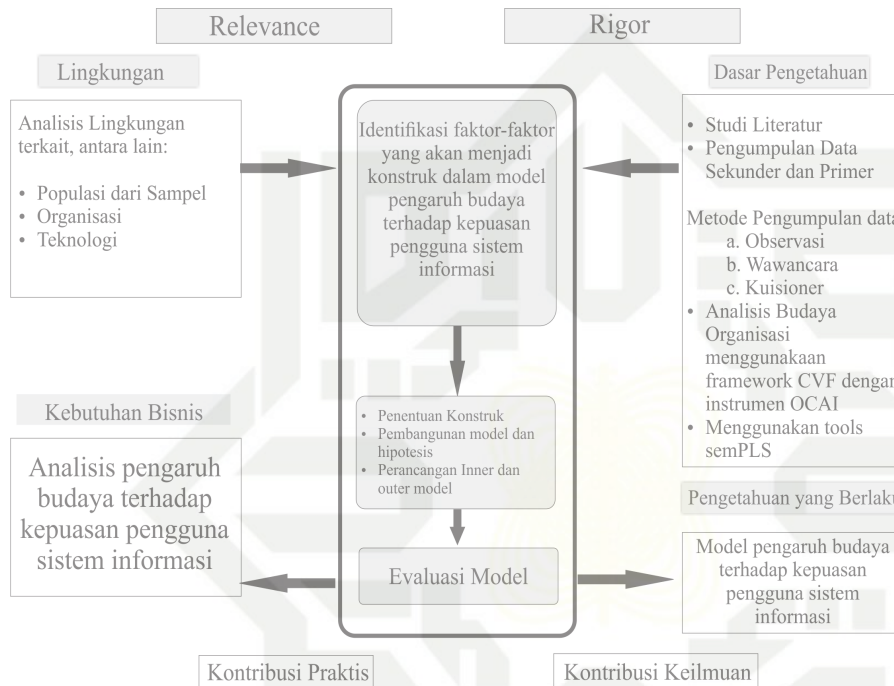 Relevance
Rigor
Lingkungan
Analisis Lingkungan
terkait, antara lain:
• Populasi dari Sampel
• Organisasi
• Teknologi
Kebutuhan Bisnis
Analisis pengaruh
budaya terhadap
kepuasan pengguna
sistem informasi
Identifikasi faktor-faktor
yang akan menjadi
konstruk dalam model
pengaruh budaya
terhadap kepuasan
pengguna sistem
informasi
• Penentuan Konstruk
• Pembangunan model dan
hipotesis
• Perancangan Inner dan
outer model
Evaluasi Model
Dasar Pengetahuan
• Studi Literatur
• Pengumpulan Data
Sekunder dan Primer
Metode Pengumpulan data
a. Observasi
b. Wawancara
c. Kuisioner
• Analisis Budaya
Organisasi
menggunakaan
framework CVF dengan
instrumen OCAI
• Menggunakan tools
semPLS
Pengetahuan yang Berlaku
Model pengaruh budaya
terhadap kepuasan
pengguna sistem
informasi
Kontribusi Praktis
Kontribusi Keilmuan